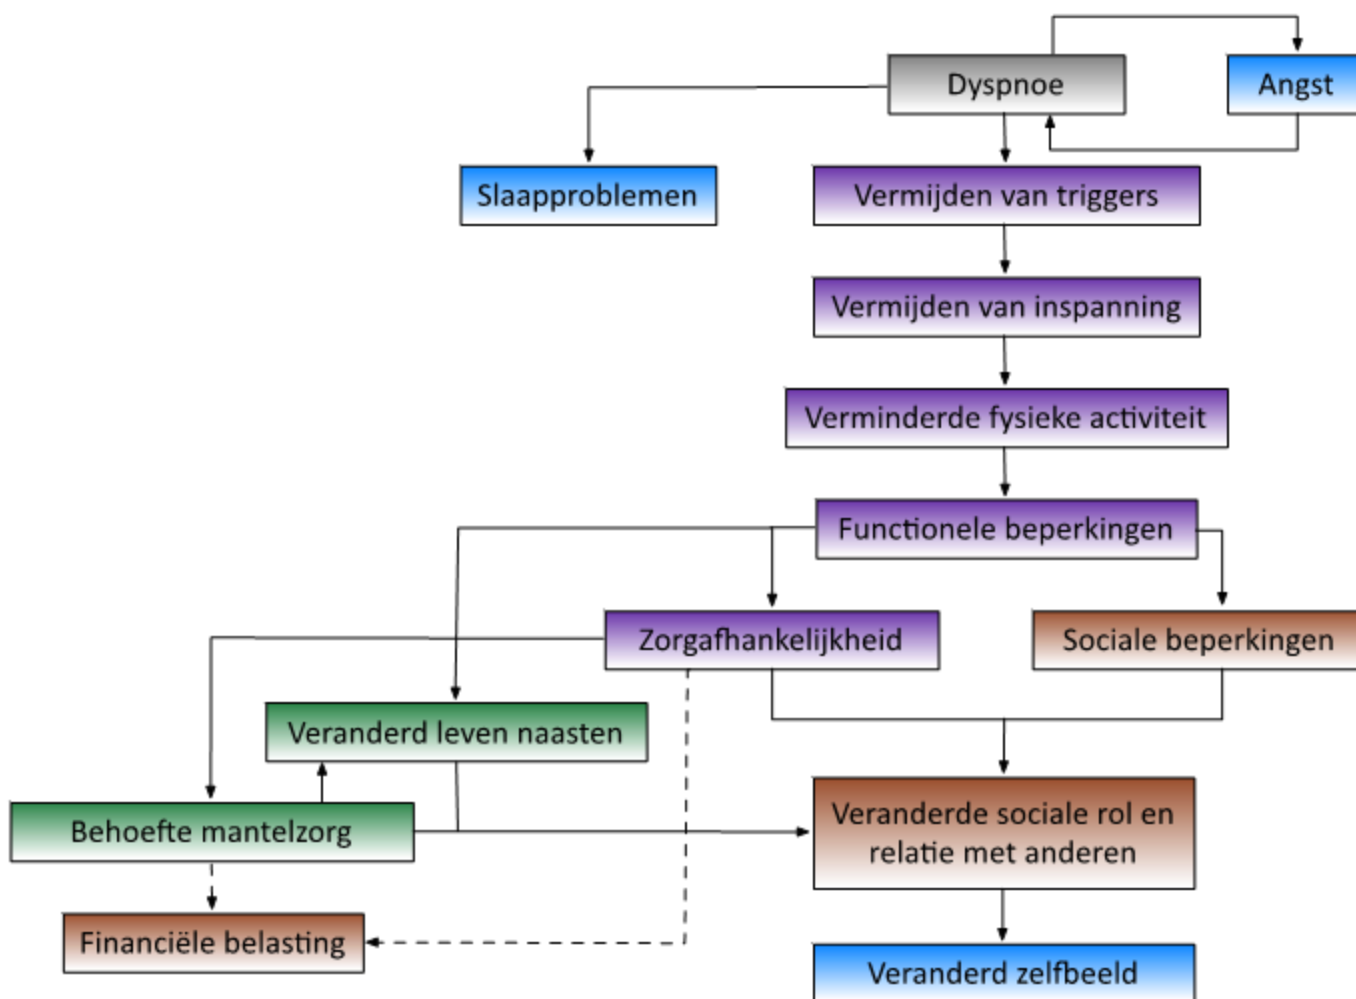 Dyspnoe
Angst
Slaapproblemen
Vermijden van triggers
Vermijden van inspanning
Verminderde fysieke activiteit
Functionele beperkingen
Zorgafhankelijkheid
Sociale beperkingen
Veranderd leven naasten
Behoefte mantelzorg
Veranderde sociale rol en
relatie met anderen
Financiële belasting
Veranderd zelfbeeld